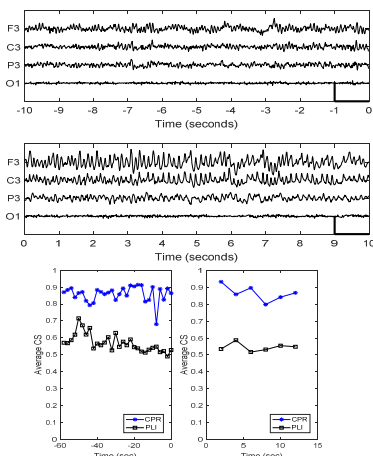 F3
C3
P3
O1
-10 -9 -8 -7 -6 -5 -4 -3 -2 -1 0
Time (seconds)
F3
C3
P3
O1
0 1 2 3 4 5 6 7 8 9 10
Time (seconds)
1
0.9
0.8
0.7
0.6
0.5
0.4
0.3
0.2
0.1
0
Average CS
CPR
PLI
-60 -40 -20 0
Time (sec)
1
0.9
0.8
0.7
0.6
0.5
0.4
0.3
0.2
0.1
0
Average CS
CPR
PLI
0 5 10 15
Time (sec)